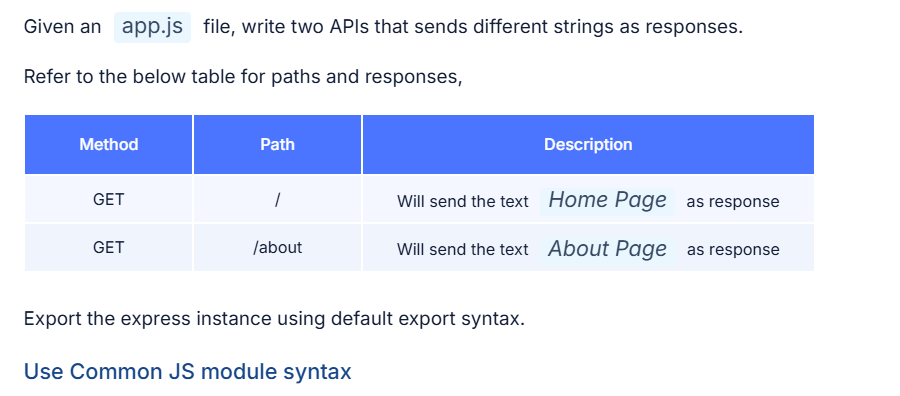 Given an app.js file, write two APIs that sends different strings as responses.
Refer to the below table for paths and responses,
Method Path Description
GET / Will send the text Home Page as response
GET /about Will send the text About Page as response
Export the express instance using default export syntax.
Use Common JS module syntax